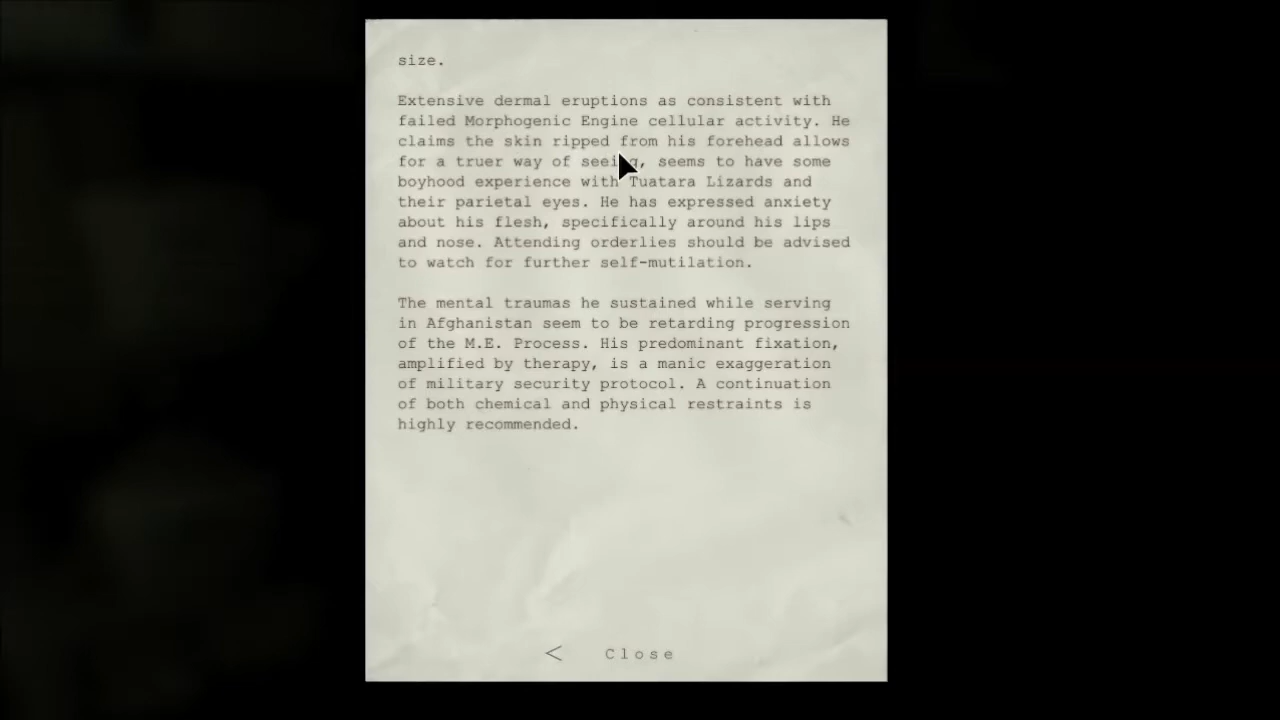 size.
Extensive dermal eruptions as consistent with
failed Morphogenic Engine cellular activity. He
claims the skin ripped from his forehead allows
for a truer way of seeing, seems to have some
boyhood experience with Tuatara Lizards and
their parietal eyes. He has expressed anxiety
about his flesh, specifically around his lips
and nose. Attending orderlies should be advised
to watch for further self-mutilation.
The mental traumas he sustained while serving
in Afghanistan seem to be retarding progression
of the M.E. Process. His predominant fixation,
amplified by therapy, is a manic exaggeration
of military security protocol. A continuation
of both chemical and physical restraints is
highly recommended.
< Close